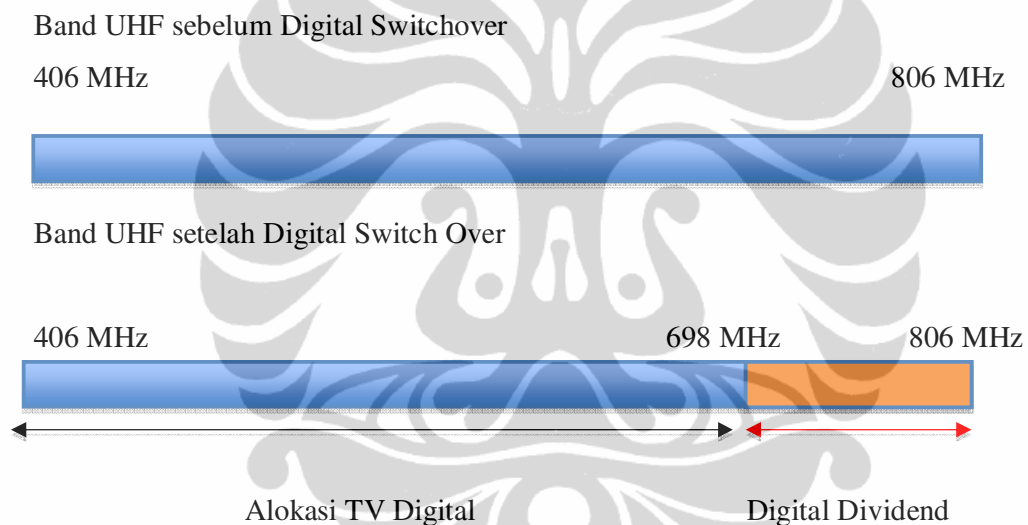 Band UHF sebelum Digital Switchover
406 MHz 806 MHz
Band UHF setelah Digital Switch Over
406 MHz 698 MHz 806 MHz
Alokasi TV Digital Digital Dividend